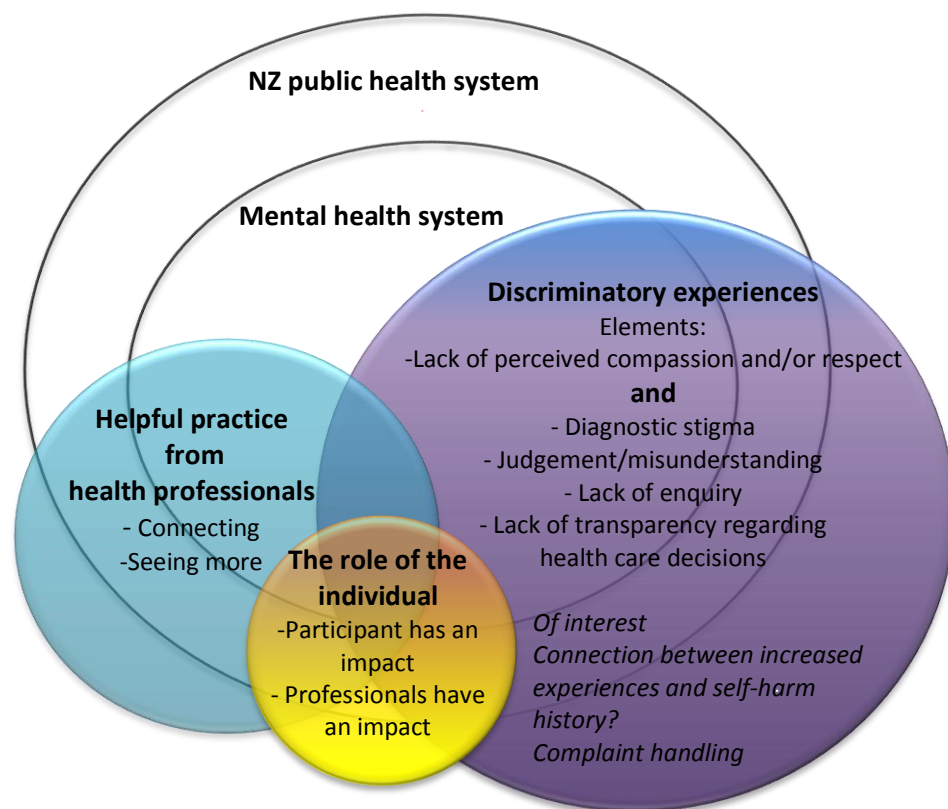 NZ public health system
Mental health system
Discriminatory experiences
Elements:
-Lack of perceived compassion and/or respect
and
- Diagnostic stigma
- Judgement/misunderstanding
- Lack of enquiry
- Lack of transparency regarding
health care decisions
Of interest
Connection between increased
experiences and self-harm
history?
Complaint handling
Helpful practice
from
health professionals
- Connecting
-Seeing more
The role of the
individual
-Participant has an
impact
- Professionals have
an impact